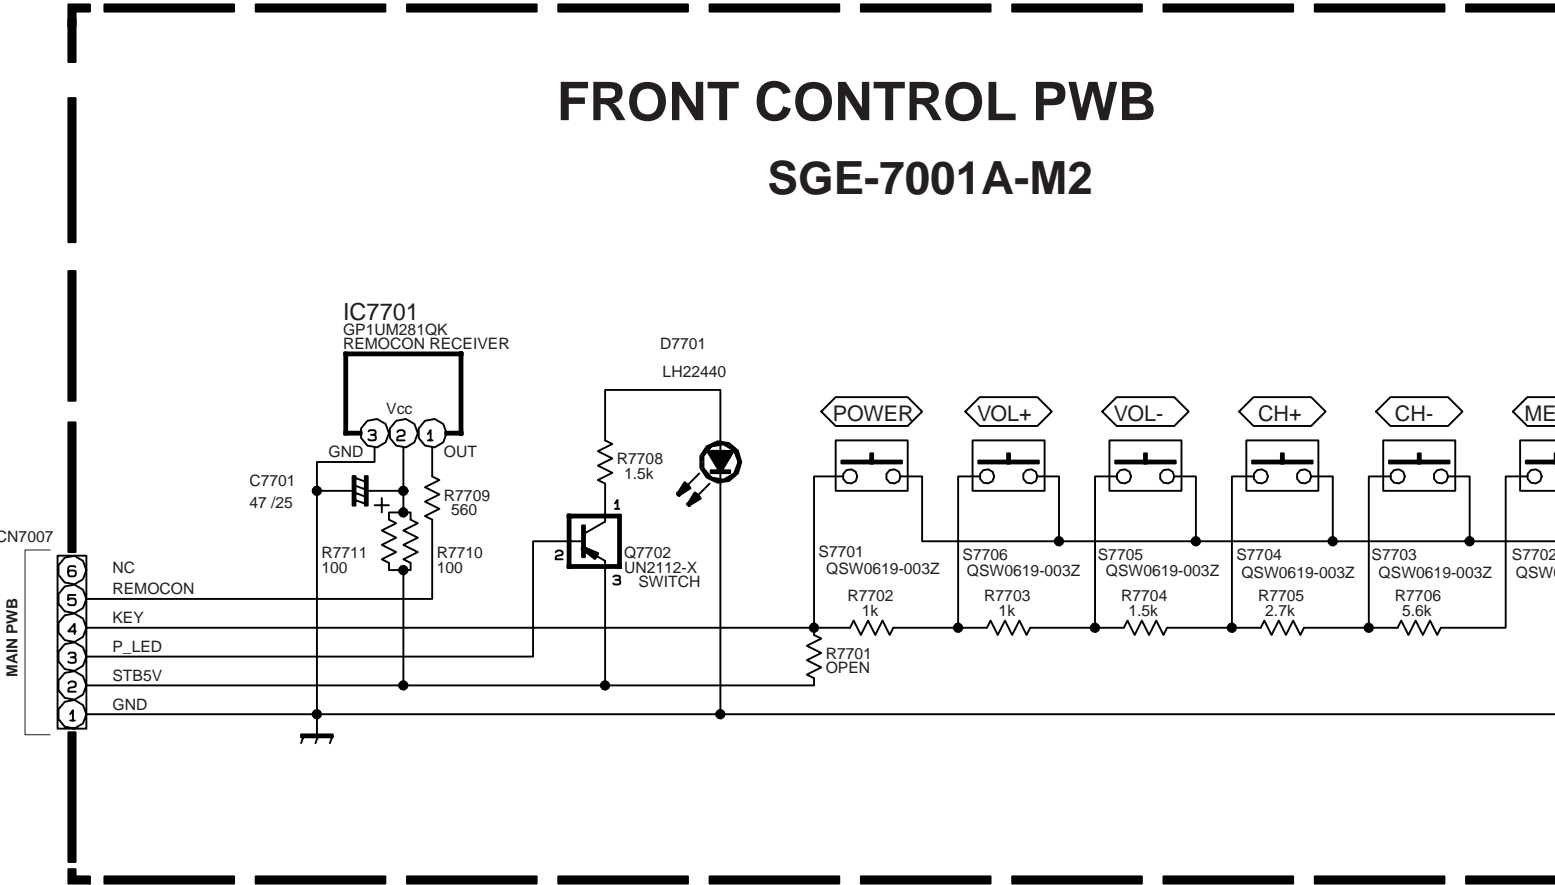 FRONT CONTROL PWB
SGE-7001A-M2
IC7701
GP1UM281QK
REMOCON RECEIVER
Vcc
3 2 1
GND
OUT
C7701
47 /25
+
R7709
560
R7711
100
R7710
100
D7701
LH22440
R7708
1.5k
1
2
3
Q7702
UN2112-X
SWITCH
POWER
VOL+
VOL-
CH+
CH-
ME
S7701
QSW0619-003Z
S7706
QSW0619-003Z
S7705
QSW0619-003Z
S7704
QSW0619-003Z
S7703
QSW0619-003Z
S7702
QSW
R7702
1k
R7703
1k
R7704
1.5k
R7705
2.7k
R7706
5.6k
R7701
OPEN
CN7007
MAIN PWB
6 NC
5 REMOCON
4 KEY
3 P_LED
2 STB5V
1 GND